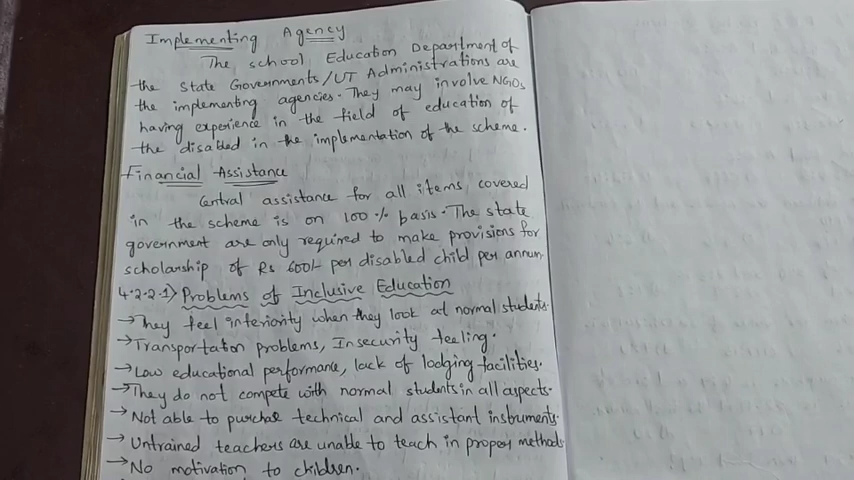 Implementing Agency
The school Education Department of
the State Governments/UT Administrations are
the implementing agencies. They may involve NGOs
having experience in the field of education of
the disabled in the implementation of the scheme.
Financial Assistance
Central assistance for all items covered
in the scheme is on 100% basis. The state
government are only required to make provisions for
scholarship of Rs 600/- per disabled child per annum
4.2.2.1) Problems of Inclusive Education
→ They feel inferiority when they look at normal students.
→ Transportation problems, Insecurity feeling.
→ Low educational performance, lack of lodging facilities.
→ They do not compete with normal students in all aspects.
→ Not able to purchase technical and assistant instruments.
→ Untrained teachers are unable to teach in proper methods
→ No motivation to children.